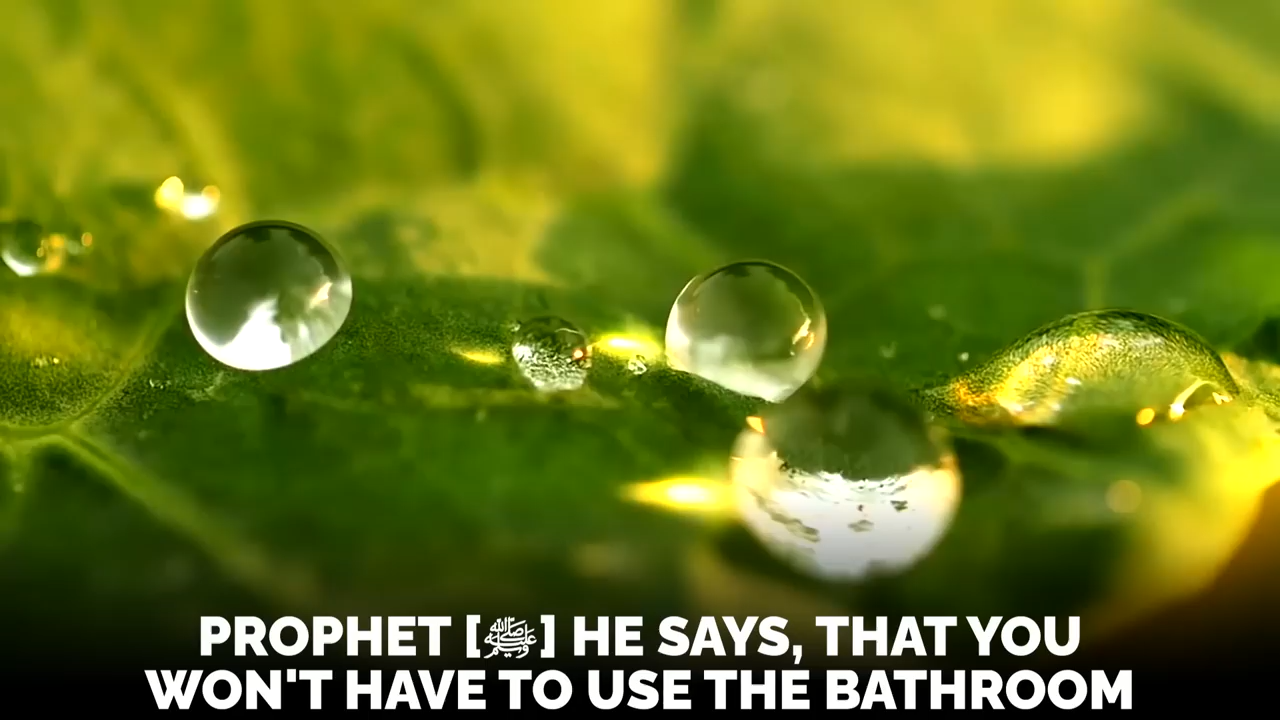 PROPHET [ﷺ] HE SAYS, THAT YOU
WON'T HAVE TO USE THE BATHROOM